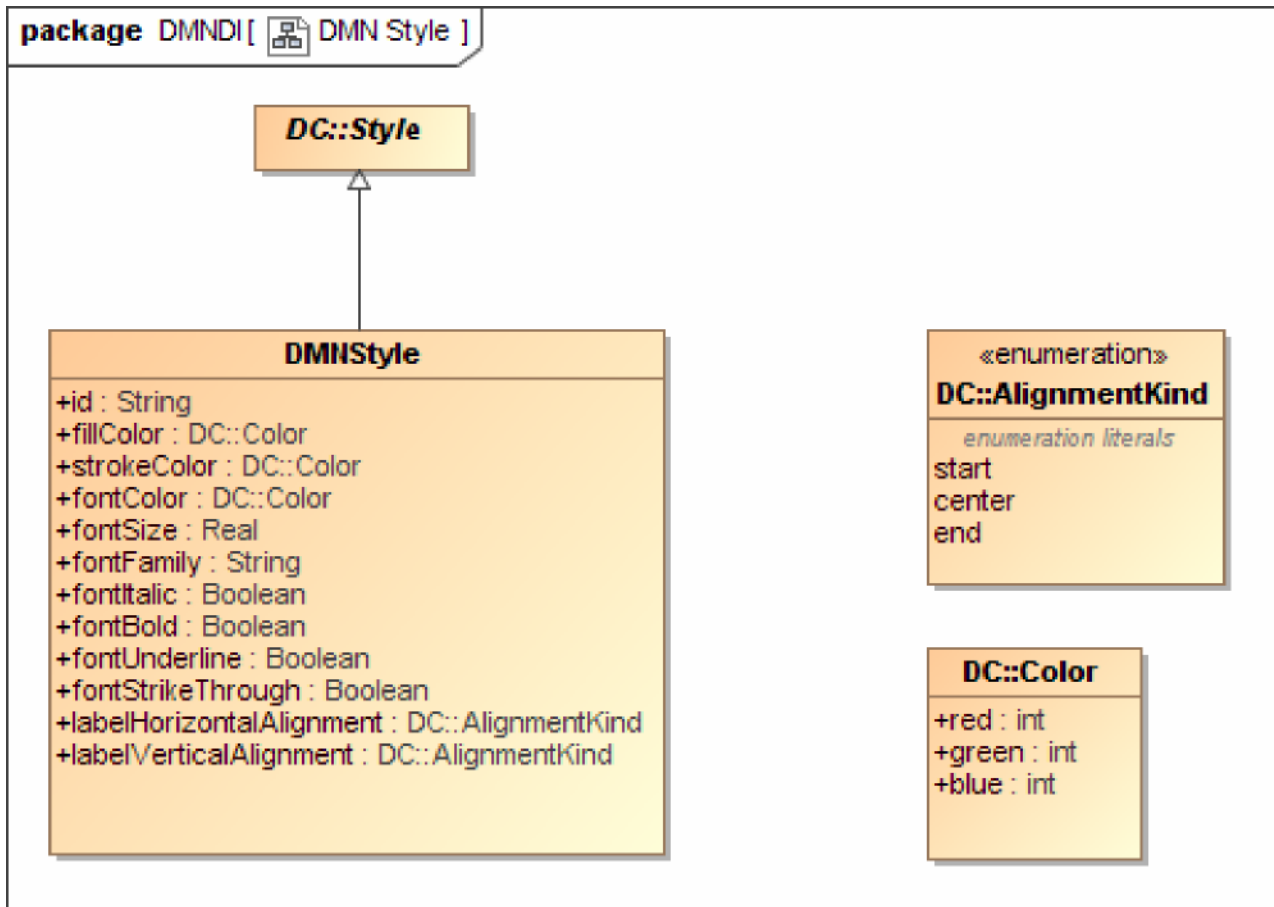 package DMNDI [ DMN Style ]
DC::Style
DMNStyle
+id : String
+fillColor : DC::Color
+strokeColor : DC::Color
+fontColor : DC::Color
+fontSize : Real
+fontFamily : String
+fontItalic : Boolean
+fontBold : Boolean
+fontUnderline : Boolean
+fontStrikeThrough : Boolean
+labelHorizontalAlignment : DC::AlignmentKind
+labelVerticalAlignment : DC::AlignmentKind
«enumeration»
DC::AlignmentKind
enumeration literals
start
center
end
DC::Color
+red : int
+green : int
+blue : int